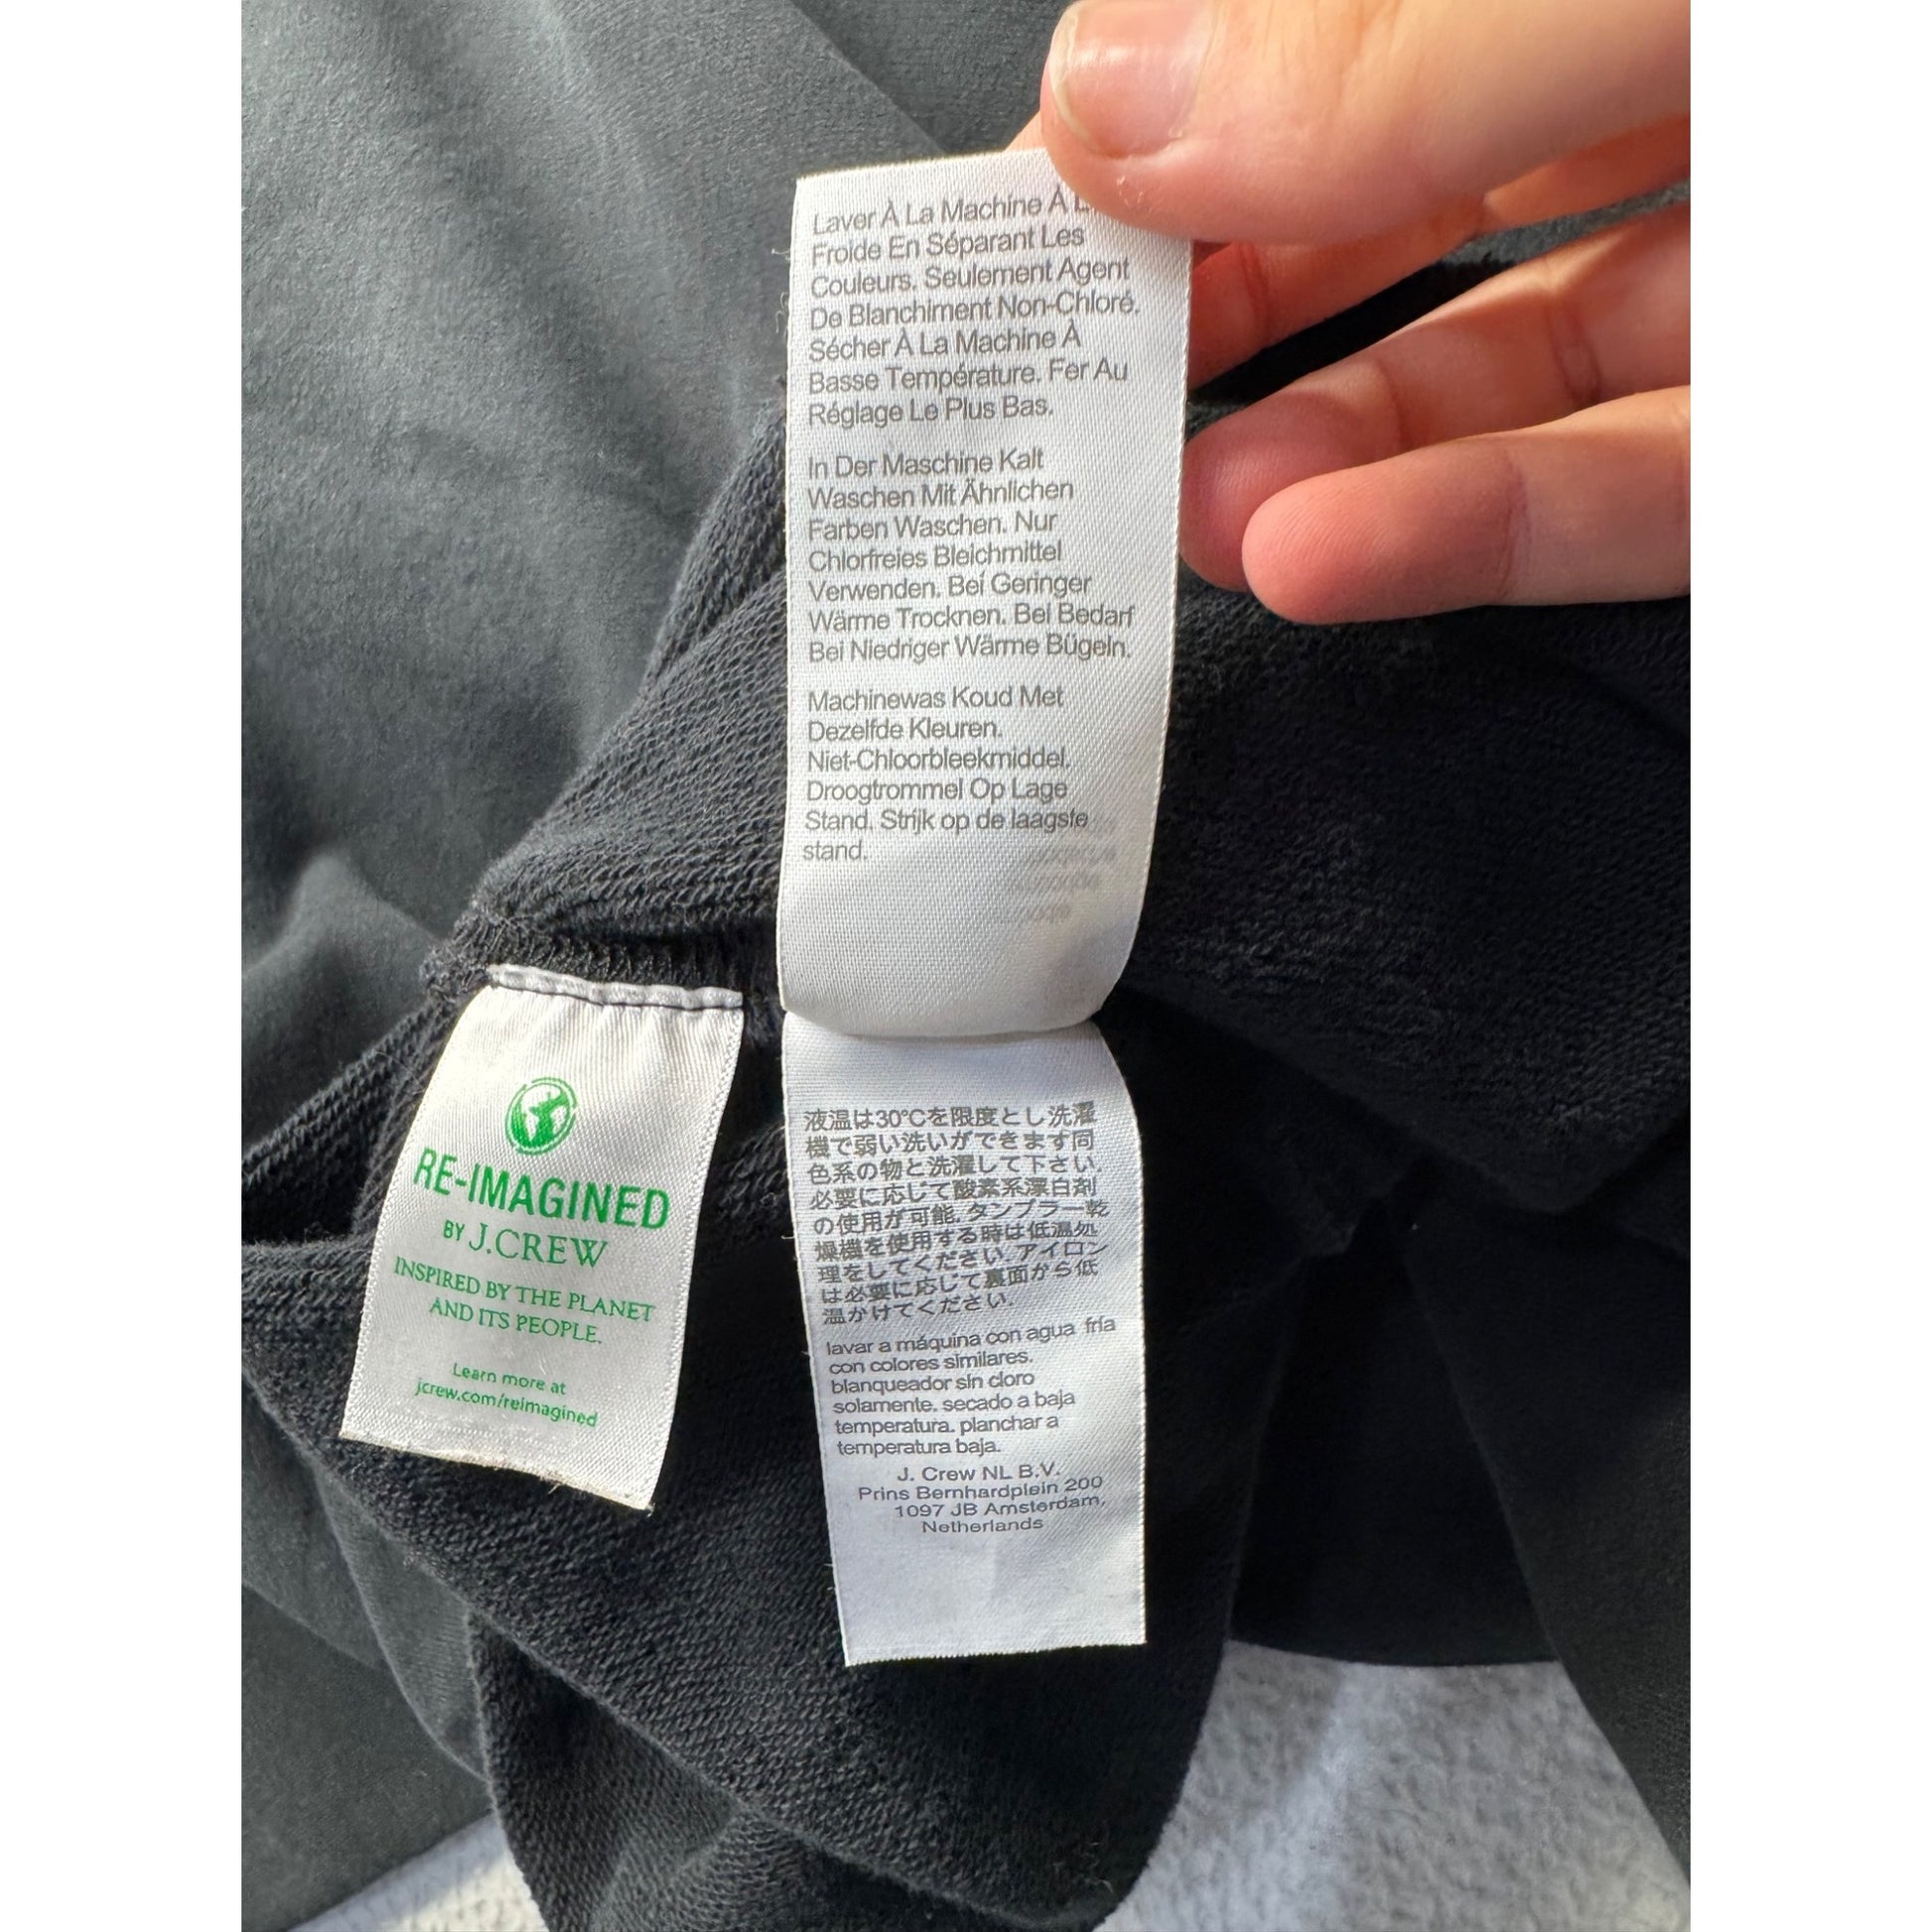 Laver À La Machine À
Froide En Séparant Les
Couleurs. Seulement Agent
De Blanchiment Non-Chloré.
Sécher À La Machine À
Basse Température. Fer Au
Réglage Le Plus Bas.
In Der Maschine Kalt
Waschen Mit Ähnlichen
Farben Waschen. Nur
Chlorfreies Bleichmittel
Verwenden. Bei Geringer
Wärme Trocknen. Bei Bedarf
Bei Niedriger Wärme Bügeln.
Machinewas Koud Met
Dezelfde Kleuren.
Niet-Chloorbleekmiddel.
Droogtrommel Op Lage
Stand. Strijk op de laagste
stand.
RE-IMAGINED
BY J.CREW
INSPIRED BY THE PLANET
AND ITS PEOPLE.
Learn more at
jcrew.com/reimagined
液温は30℃を限度とし洗濯
機で弱い洗いができます同
色系の物と洗濯して下さい.
必要に応じて酸素系漂白剤
の使用が可能.タンブラー乾
燥機を使用する時は低温処
理をしてください.アイロン
は必要に応じて裏面から低
温かけてください.
lavar a máquina con agua fría
con colores similares.
blanqueador sin cloro
solamente. secado a baja
temperatura. planchar a
temperatura baja.
J. Crew NL B.V.
Prins Bernhardplein 200
1097 JB Amsterdam,
Netherlands